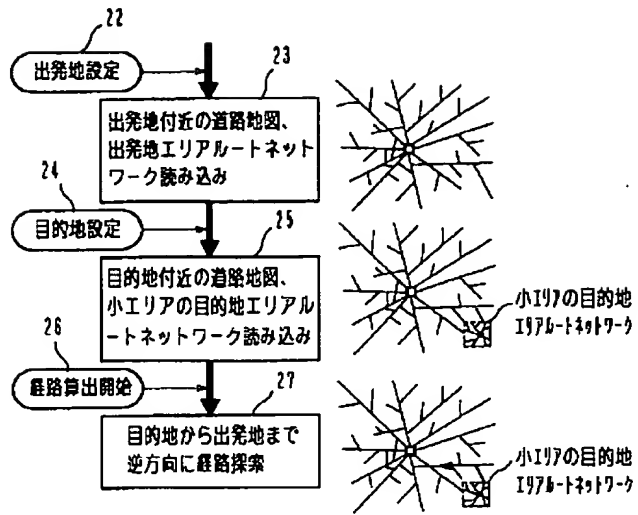 22
出発地設定
23
出発地付近の道路地図、
出発地エリアルートネット
ワーク読み込み
24
目的地設定
25
目的地付近の道路地図、
小エリアの目的地エリアル
ートネットワーク読み込み
小エリアの目的地
エリアルートネットワーク
26
経路算出開始
27
目的地から出発地まで
逆方向に経路探索
小エリアの目的地
エリアルートネットワーク